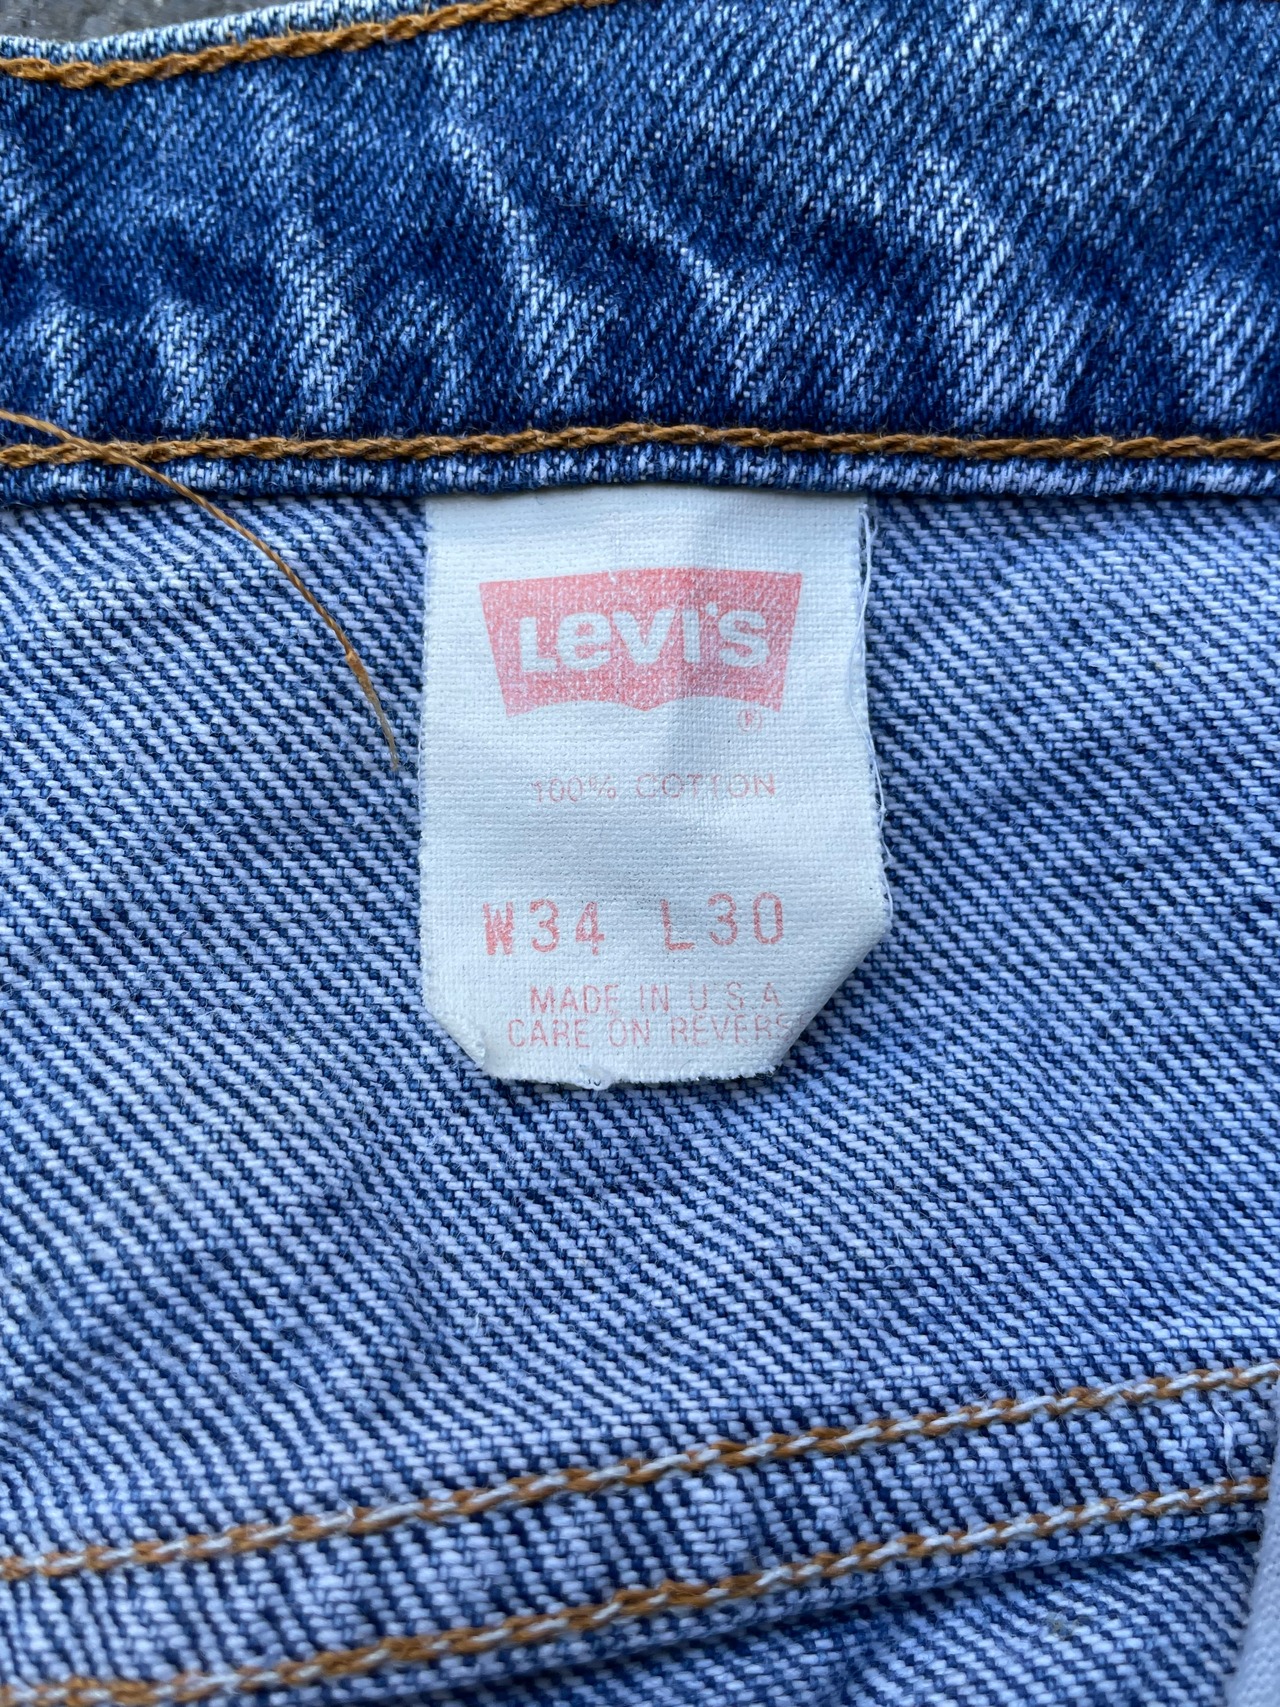 Levi's
®
100% COTTON
W34 L30
MADE IN U.S.A
CARE ON REVERS